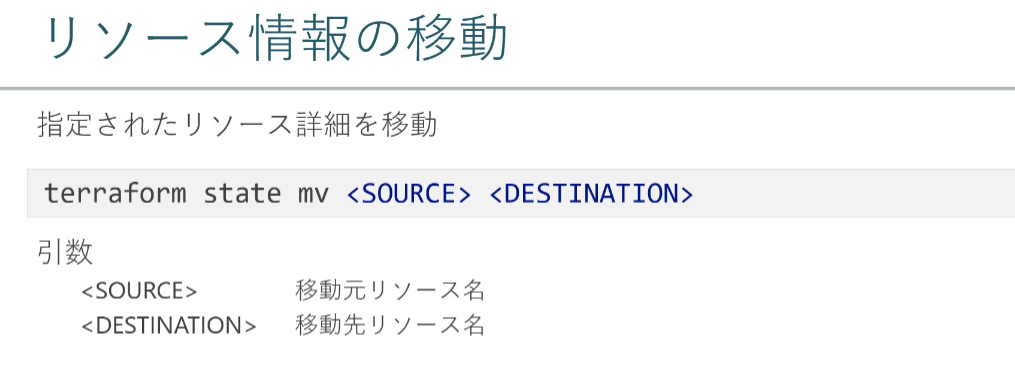 リソース情報の移動
指定されたリソース詳細を移動
terraform state mv <SOURCE> <DESTINATION>
引数
<SOURCE> 移動元リソース名
<DESTINATION> 移動先リソース名